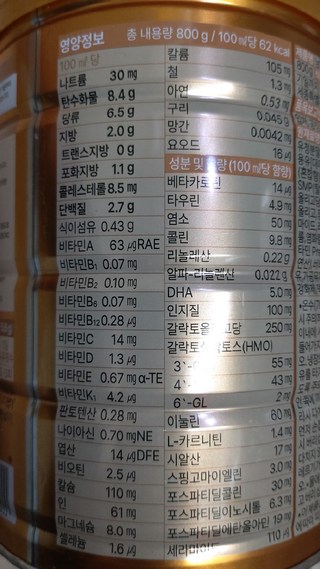 영양정보
총 내용량 800 g / 100 ㎖당 62 kcal
100 ㎖ 당
나트륨 30 ㎎
탄수화물 8.4 g
당류 6.5 g
지방 2.0 g
트랜스지방 0 g
포화지방 1.1 g
콜레스테롤 8.5 ㎎
단백질 2.7 g
식이섬유 0.43 g
비타민A 63 ㎍RAE
비타민B₁ 0.07 ㎎
비타민B₂ 0.10 ㎎
비타민B₆ 0.07 ㎎
비타민B₁₂ 0.28 ㎍
비타민C 14 ㎎
비타민D 1.3 ㎍
비타민E 0.67 ㎎ α-TE
비타민K₁ 4.2 ㎍
판토텐산 0.28 ㎎
나이아신 0.70 ㎎NE
엽산 14 ㎍DFE
비오틴 2.5 ㎍
칼슘 110 ㎎
인 61 ㎎
마그네슘 8.0 ㎎
셀레늄 1.6 ㎍
칼륨 105 ㎎
철 1.3 ㎎
아연 0.53 ㎎
구리 0.045 ㎎
망간 0.0042 ㎎
요오드 16 ㎍
성분 및 함량 (100 ㎖당 함량)
베타카로틴 14 ㎍
타우린 4.9 ㎎
염소 50 ㎎
콜린 9.8 ㎎
리놀렌산 0.22 g
알파-리놀렌산 0.022 g
DHA 5.0 ㎎
인지질 100 ㎎
갈락토올 고당 250 ㎎
갈락토 토스(HMO)
3`- 55 ㎎
4`- 43 ㎎
6`-GL 2 ㎎
이눌린 60 ㎎
L-카르니틴 1.4 ㎎
시알산 17 ㎎
스핑고마이엘린 3.0 ㎎
포스파티딜콜린 30 ㎎
포스파티딜이노시톨 6.3 ㎎
포스파티딜에탄올아민 19 ㎎
세라마이드 110 ㎍